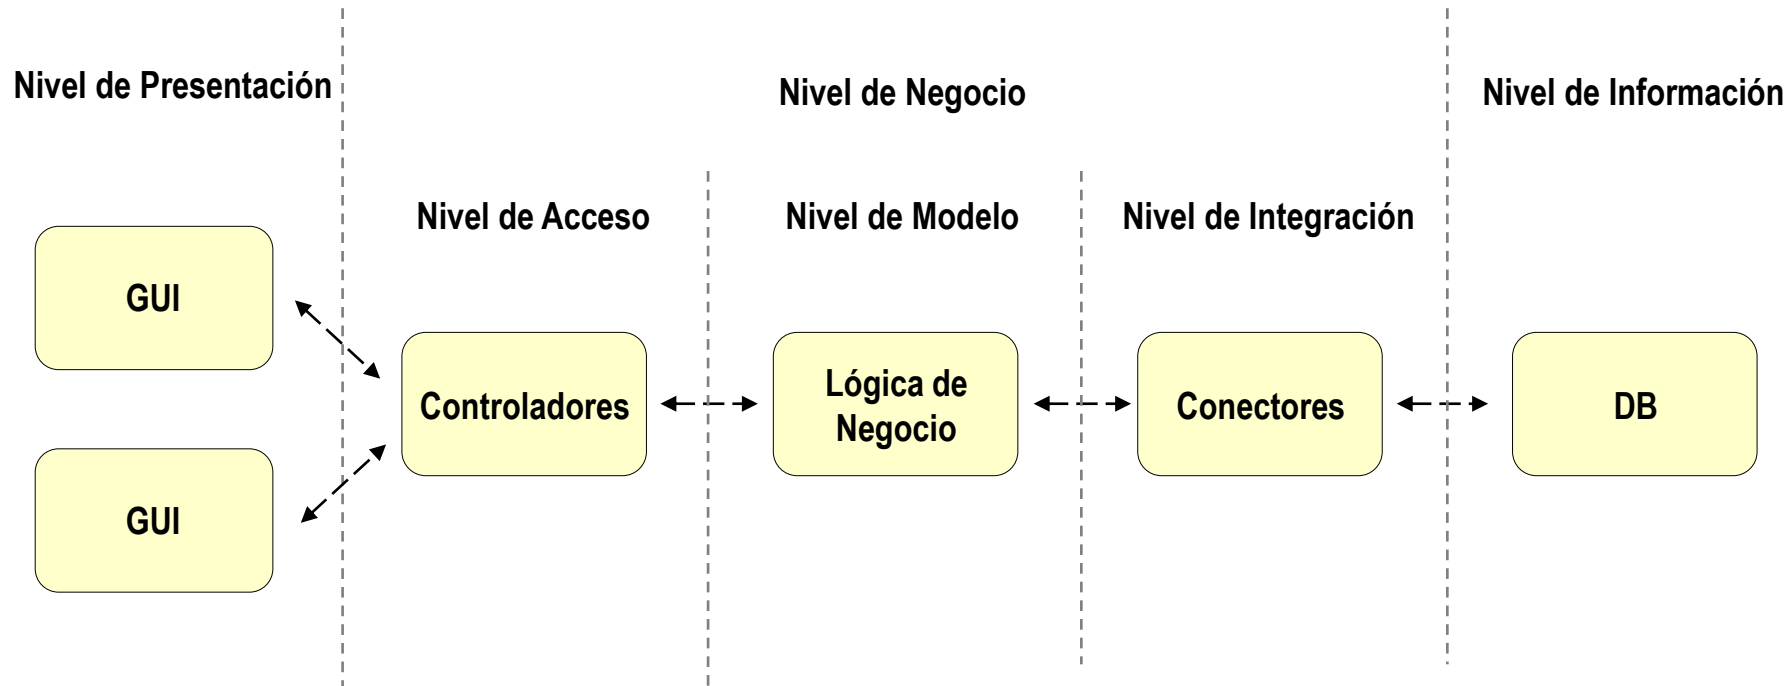 Nivel de Presentación
Nivel de Negocio
Nivel de Información
Nivel de Acceso
Nivel de Modelo
Nivel de Integración
GUI
GUI
Controladores
Lógica de
Negocio
Conectores
DB